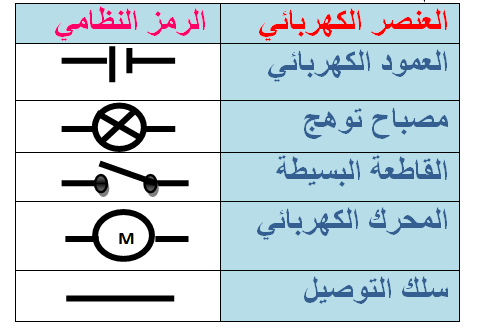 العنصر الكهربائي
الرمز النظامي
العمود الكهربائي
مصباح توهج
القاطعة البسيطة
المحرك الكهربائي
M
سلك التوصيل